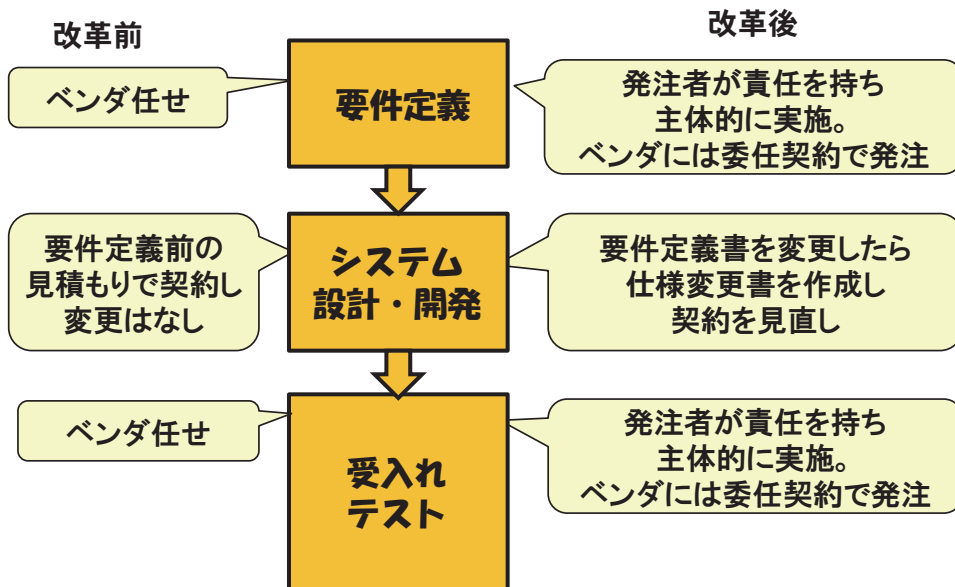 改革前
改革後
ベンダ任せ
要件定義
発注者が責任を持ち
主体的に実施。
ベンダには委任契約で発注
要件定義前の
見積もりで契約し
変更はなし
システム
設計・開発
要件定義書を変更したら
仕様変更書を作成し
契約を見直し
ベンダ任せ
受入れ
テスト
発注者が責任を持ち
主体的に実施。
ベンダには委任契約で発注